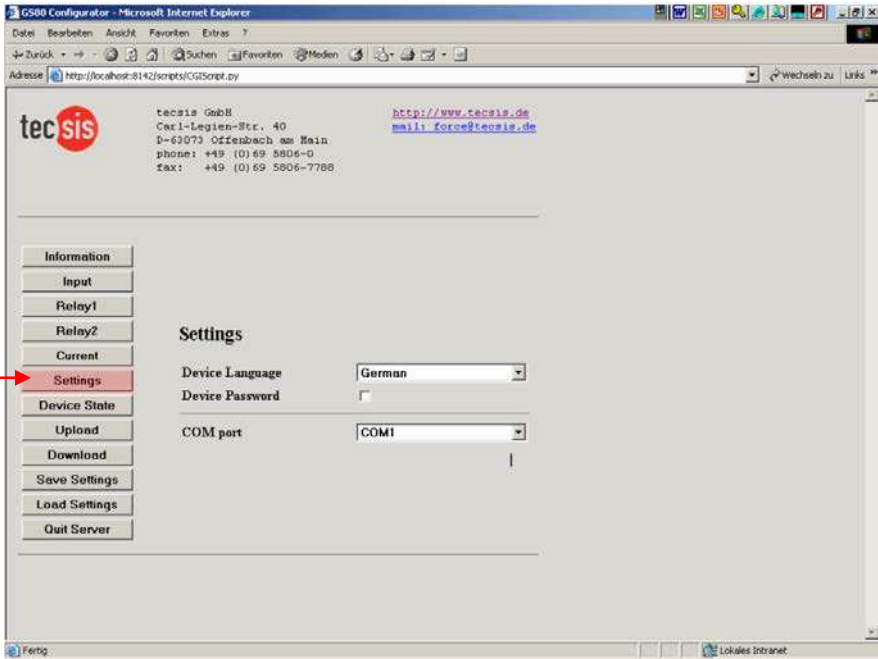 G500 Configurator - Microsoft Internet Explorer
Datei Bearbeiten Ansicht Favoriten Extras ?
Zurück Suchen Favoriten Medien
Adresse http://localhost:8142/scripts/CGIScript.py Wechseln zu Links »
tecsis
tecsis GmbH
Carl-Legien-Str. 40
D-63073 Offenbach am Main
phone: +49 (0)69 5806-0
fax: +49 (0)69 5806-7788
http://www.tecsis.de
mail: force@tecsis.de
Information
Input
Relay1
Relay2
Current
Settings
Device State
Upload
Download
Save Settings
Load Settings
Quit Server
Settings
Device Language German
Device Password
COM port COM1
Fertig Lokales Intranet